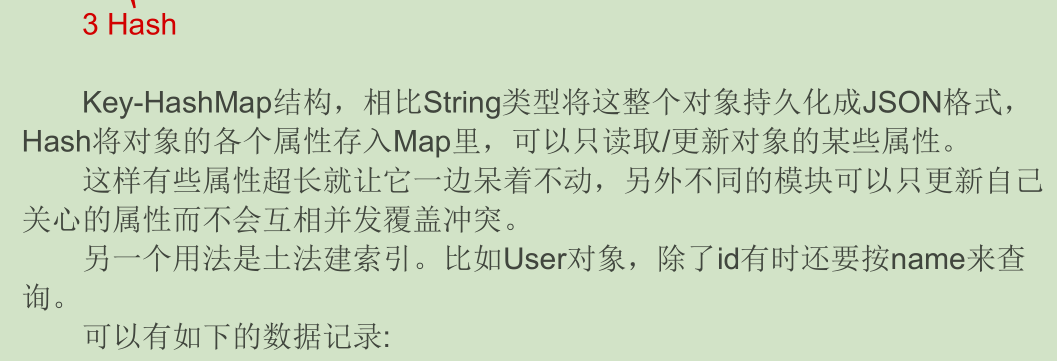 3 Hash
Key-HashMap结构，相比String类型将这整个对象持久化成JSON格式，
Hash将对象的各个属性存入Map里，可以只读取/更新对象的某些属性。
这样有些属性超长就让它一边呆着不动，另外不同的模块可以只更新自己
关心的属性而不会互相并发覆盖冲突。
另一个用法是土法建索引。比如User对象，除了id有时还要按name来查
询。
可以有如下的数据记录: